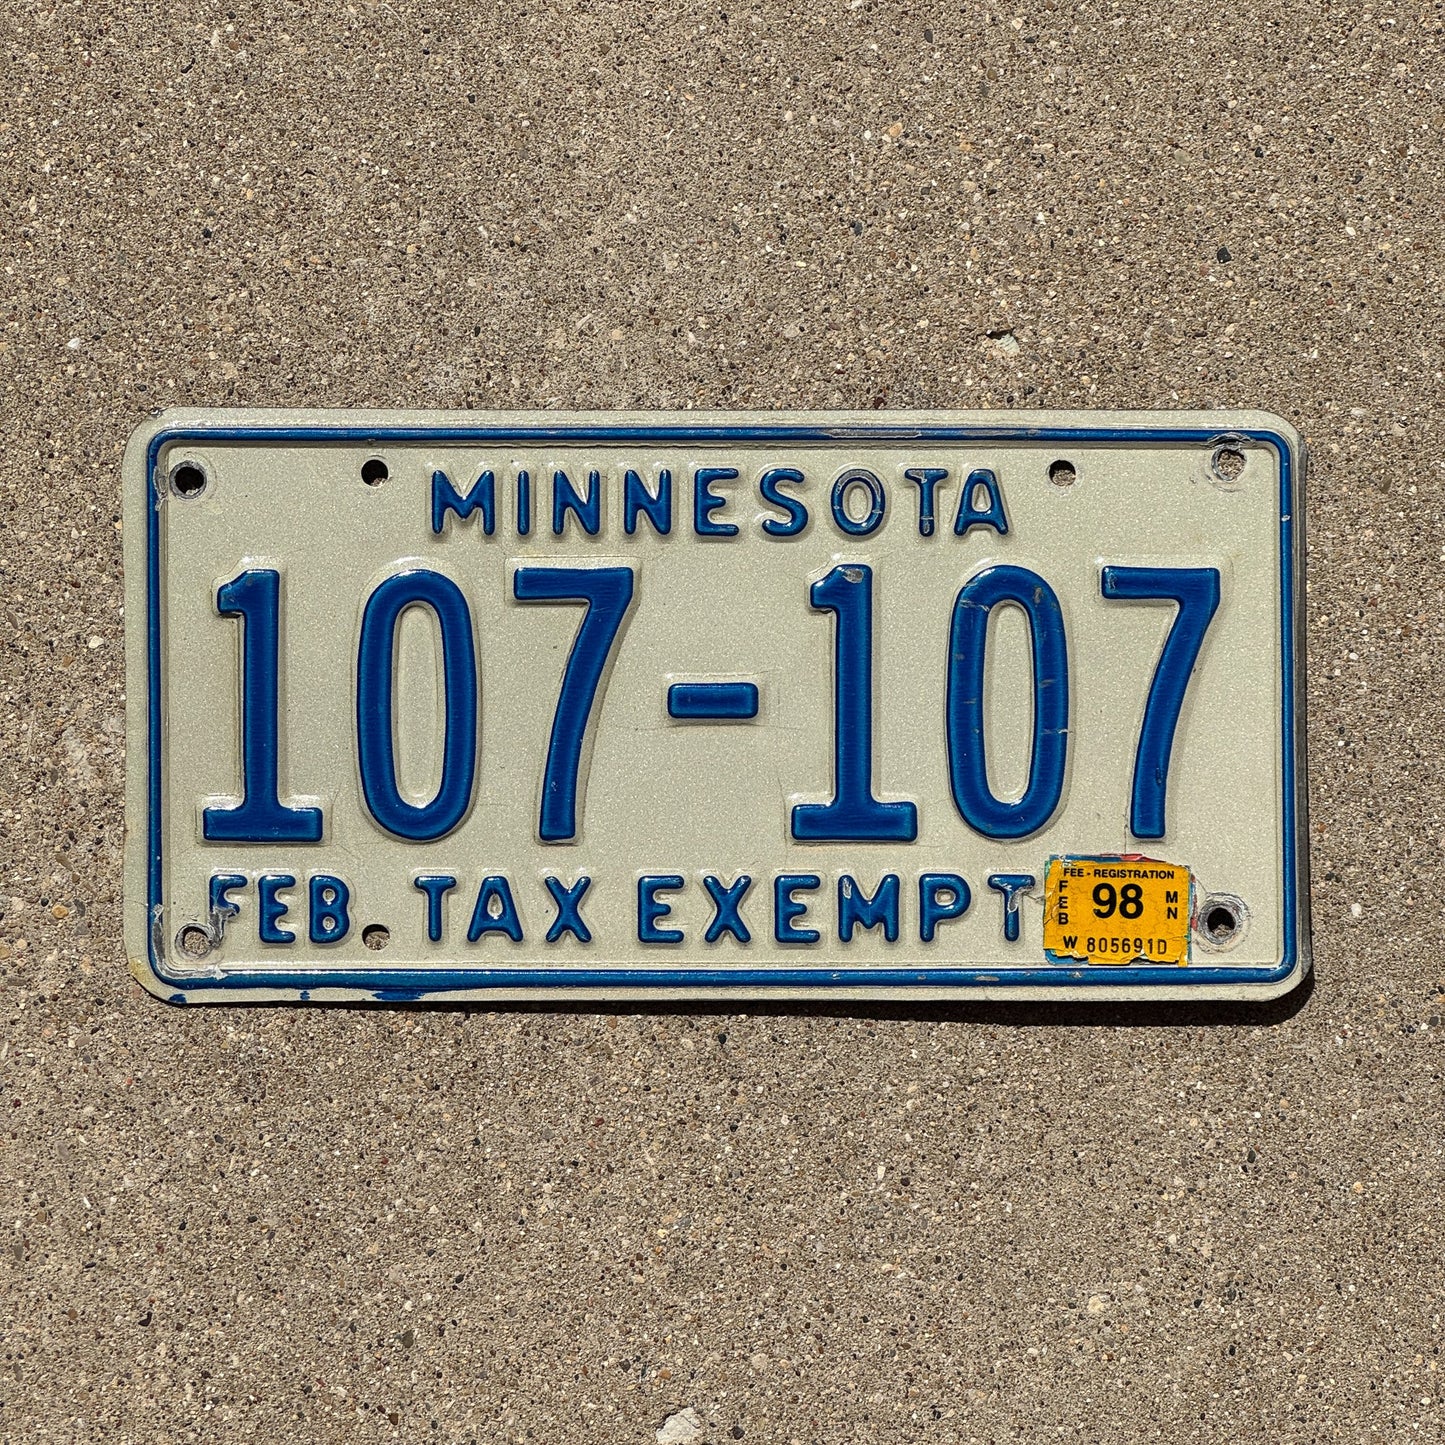 MINNESOTA
107-107
FEB. TAX EXEMPT
FEE - REGISTRATION
FEB 98 MN
W 805691D